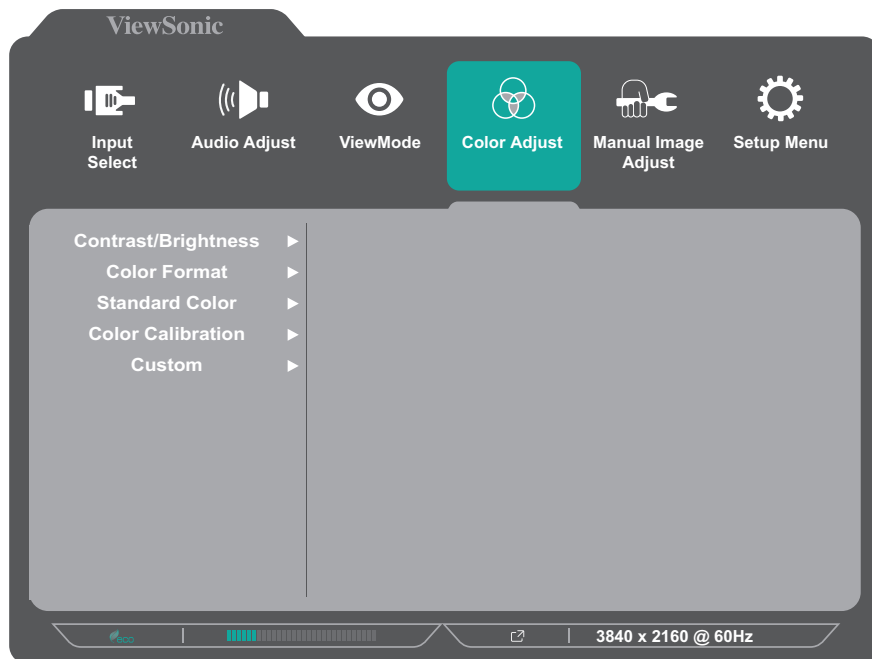 ViewSonic
Input
Select
Audio Adjust
ViewMode
Color Adjust
Manual Image
Adjust
Setup Menu
Contrast/Brightness
Color Format
Standard Color
Color Calibration
Custom
eco
3840 x 2160 @ 60Hz